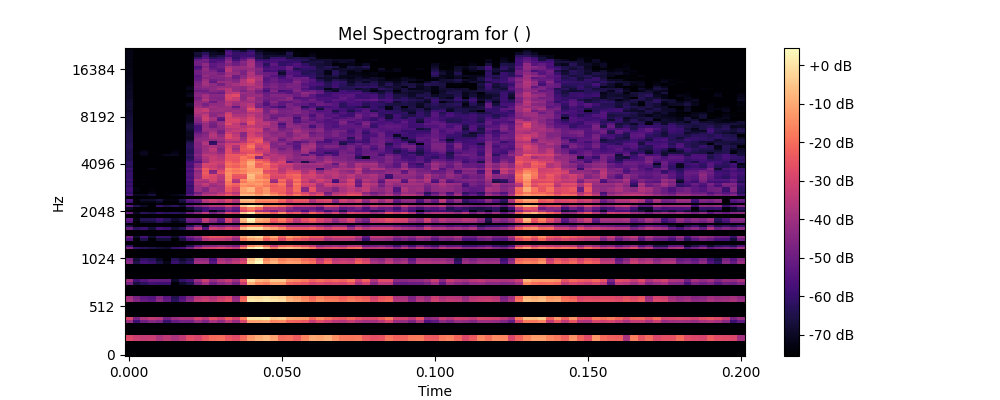 Mel Spectrogram for ( )
Hz
16384
8192
4096
2048
1024
512
0
0.000 0.050 0.100 0.150 0.200
Time
+0 dB
-10 dB
-20 dB
-30 dB
-40 dB
-50 dB
-60 dB
-70 dB